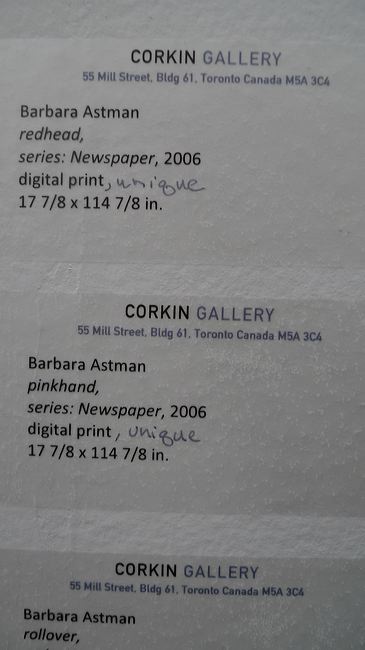 CORKIN GALLERY
55 Mill Street, Bldg 61, Toronto Canada M5A 3C4
Barbara Astman
redhead,
series: Newspaper, 2006
digital print, unique
17 7/8 x 114 7/8 in.
CORKIN GALLERY
55 Mill Street, Bldg 61, Toronto Canada M5A 3C4
Barbara Astman
pinkhand,
series: Newspaper, 2006
digital print, unique
17 7/8 x 114 7/8 in.
CORKIN GALLERY
55 Mill Street, Bldg 61, Toronto Canada M5A 3C4
Barbara Astman
rollover,